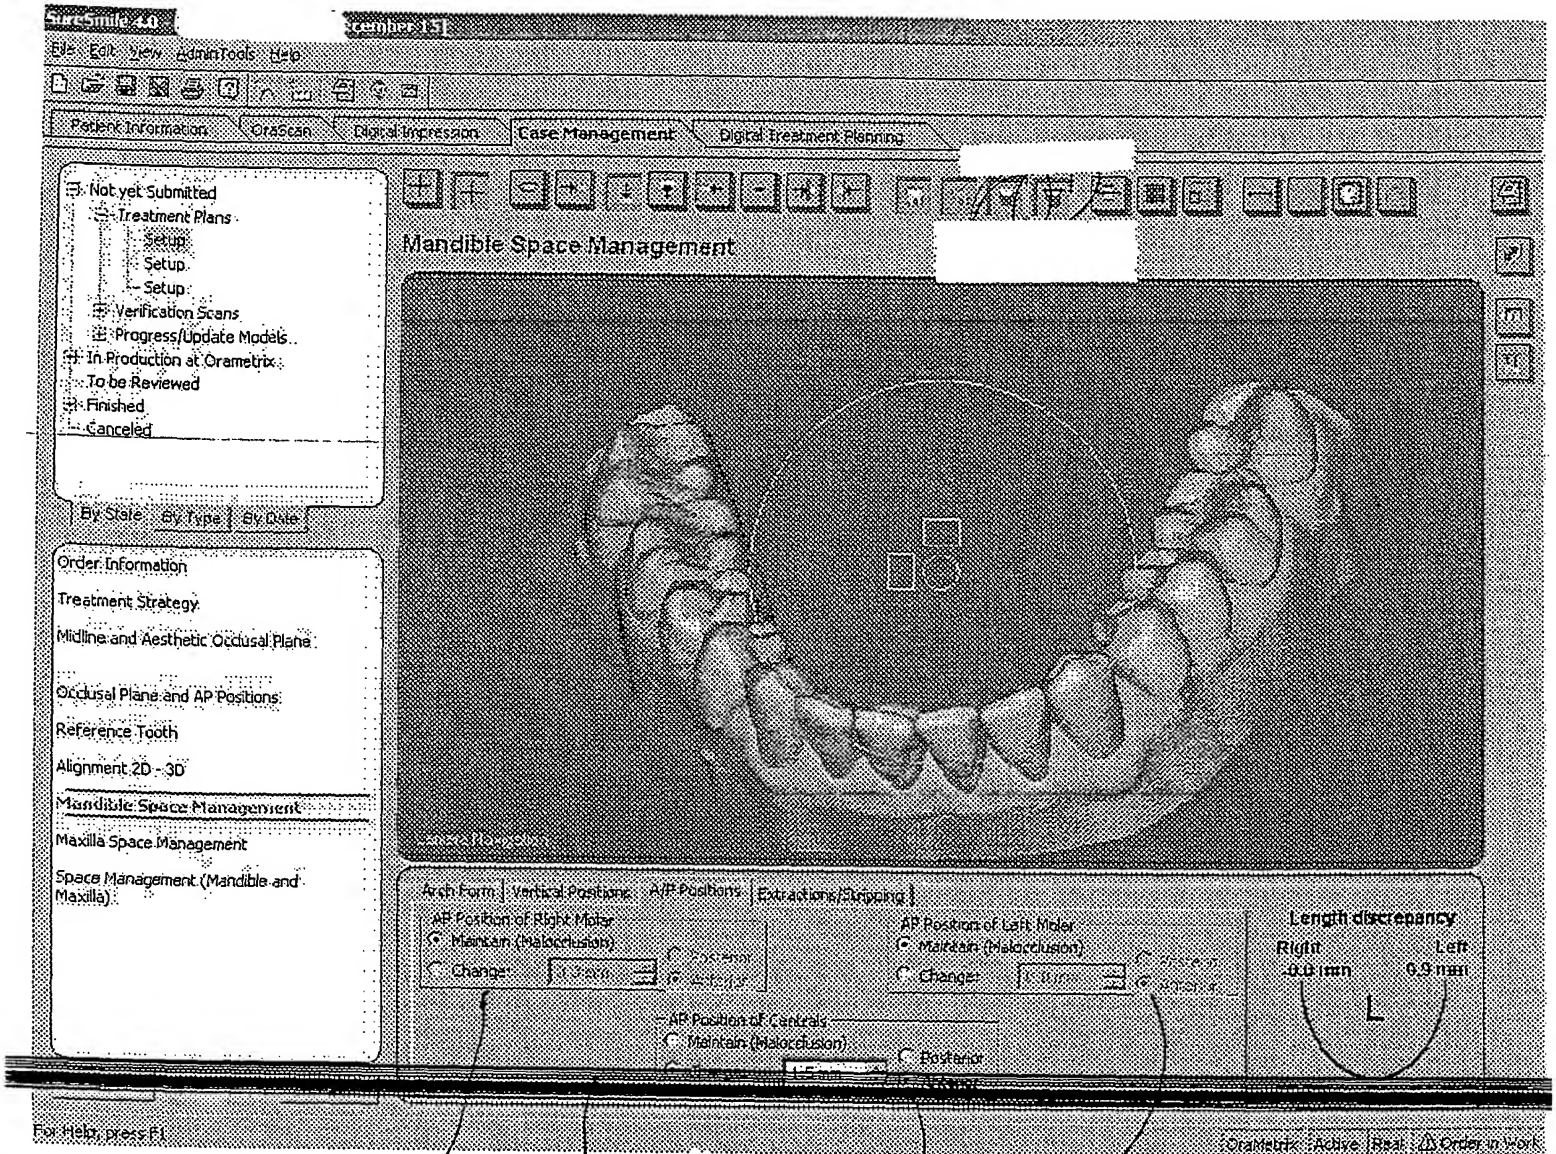 SureSmile 4.0 cember 151
File Edit View AdminTools Help
Patient Information OraScan Digital Impression Case Management Digital Treatment Planning
Not yet Submitted
Treatment Plans
Setup
Setup
Setup
Verification Scans
Progress/Update Models..
In Production at Orametrix
To be Reviewed
Finished
Canceled
By State By Type By Date
Order Information
Treatment Strategy
Midline and Aesthetic Occlusal Plane
Occlusal Plane and AP Positions
Reference Tooth
Alignment 2D - 3D
Mandible Space Management
Maxilla Space Management
Space Management (Mandible and
Maxilla)
Mandible Space Management
Arch Form Vertical Positions A/P Positions Extractions/Stripping
AP Position of Right Molar
Maintain (Malocclusion)
Change: Posterior
Anterior
AP Position of Left Molar
Maintain (Malocclusion)
Change:
Length discrepancy
Right Left
-0.0 mm 0.9 mm
L
AP Position of Centrals
Maintain (Malocclusion)
Posterior
For Help, press F1
OraMetrix Active Real Order in Work